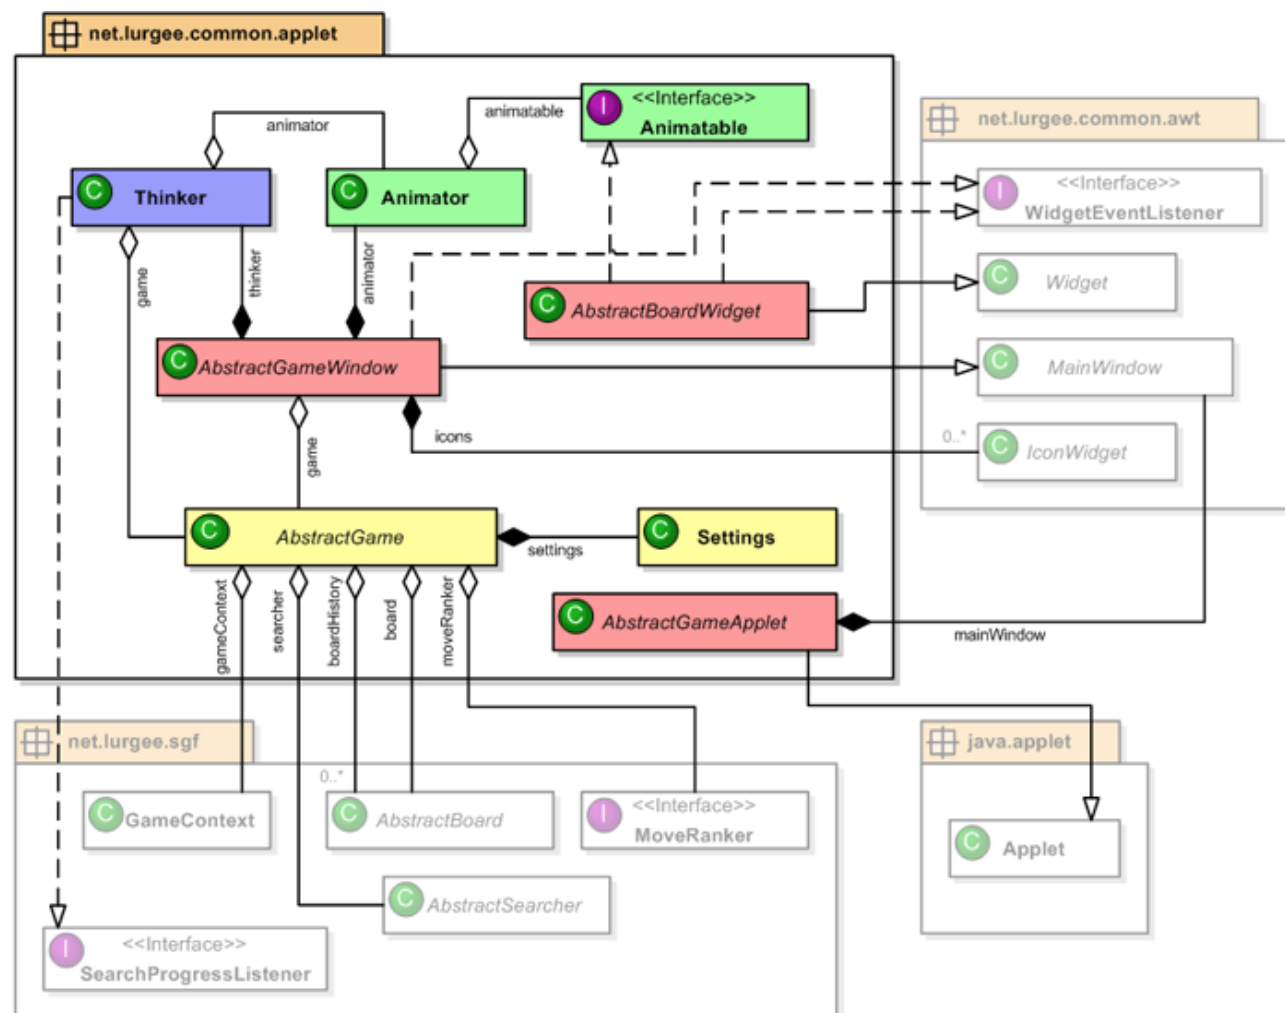 net.lurgee.common.applet
<<Interface>>
Animatable
animatable
animator
net.lurgee.common.awt
C
Thinker
C
Animator
I
<<Interface>>
WidgetEventListener
game
thinker
animator
C
Widget
C
AbstractBoardWidget
C
AbstractGameWindow
C
MainWindow
icons
0..*
C
IconWidget
game
C
AbstractGame
settings
C
Settings
gameContext
searcher
boardHistory
board
moveRanker
C
AbstractGameApplet
mainWindow
net.lurgee.sgf
java.applet
0..*
C
GameContext
C
AbstractBoard
I
<<Interface>>
MoveRanker
C
Applet
C
AbstractSearcher
I
<<Interface>>
SearchProgressListener
I